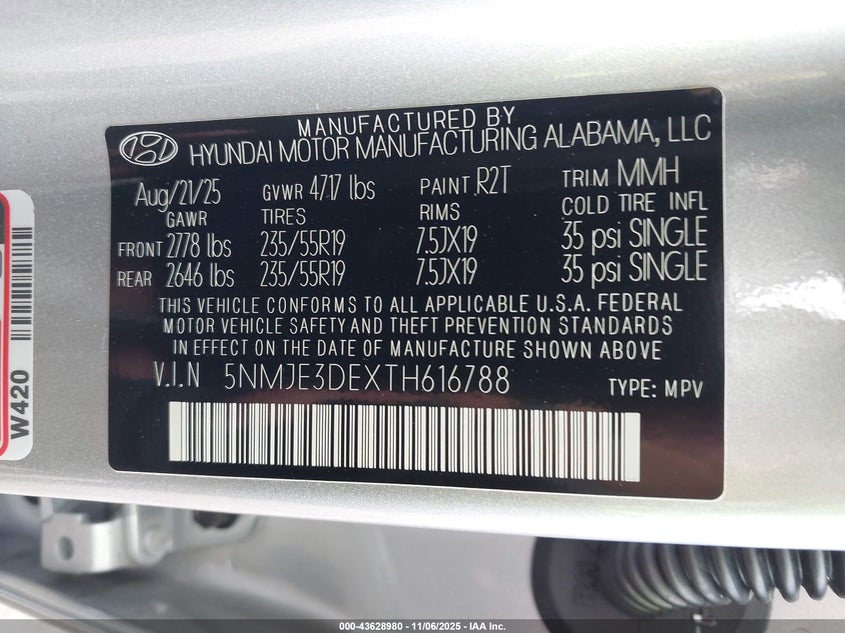 MANUFACTURED BY
HYUNDAI MOTOR MANUFACTURING ALABAMA, LLC
Aug/21/25 GVWR 4717 lbs PAINT R2T TRIM MMH
GAWR TIRES RIMS COLD TIRE INFL
FRONT 2778 lbs 235/55R19 7.5JX19 35 psi SINGLE
REAR 2646 lbs 235/55R19 7.5JX19 35 psi SINGLE
THIS VEHICLE CONFORMS TO ALL APPLICABLE U.S.A. FEDERAL
MOTOR VEHICLE SAFETY AND THEFT PREVENTION STANDARDS
IN EFFECT ON THE DATE OF MANUFACTURE SHOWN ABOVE
V.I.N 5NMJE3DEXTH616788 TYPE: MPV
W420
000-43628980 - 11/06/2025 - IAA Inc.